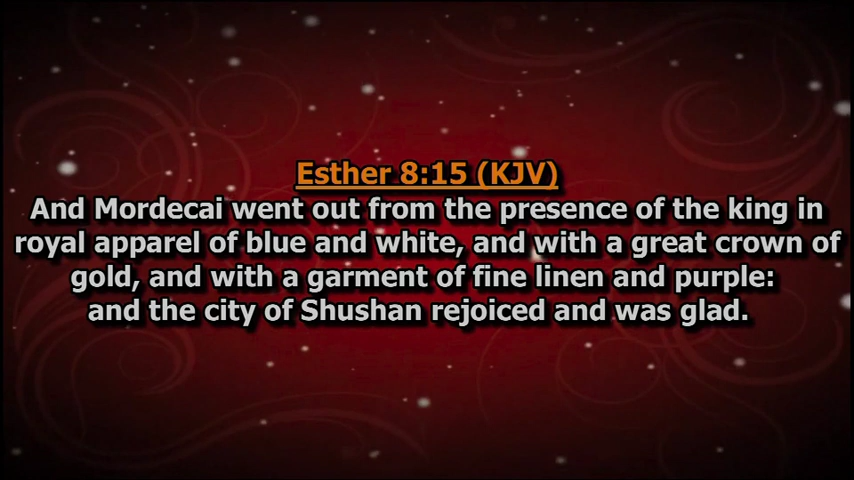 Esther 8:15 (KJV)
And Mordecai went out from the presence of the king in
royal apparel of blue and white, and with a great crown of
gold, and with a garment of fine linen and purple:
and the city of Shushan rejoiced and was glad.